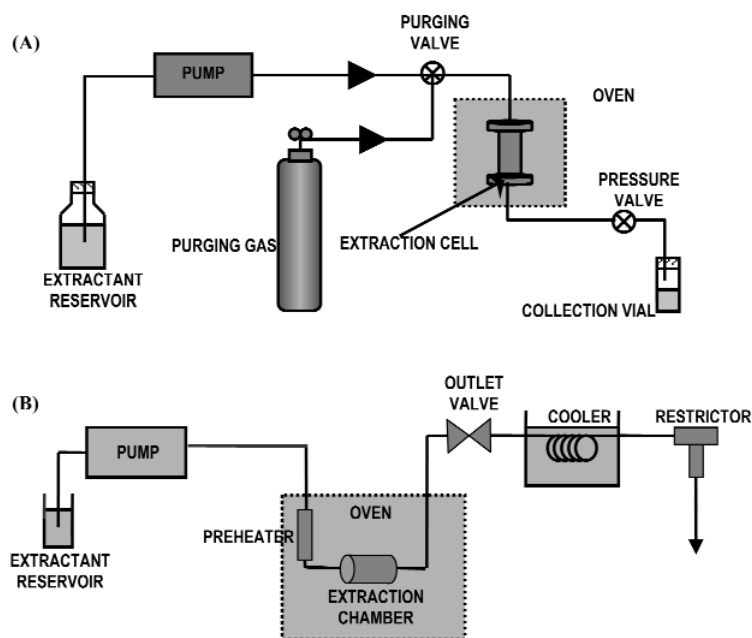 (A)
PURGING
VALVE
PUMP
OVEN
PRESSURE
VALVE
PURGING GAS
EXTRACTION CELL
EXTRACTANT
RESERVOIR
COLLECTION VIAL
(B)
OUTLET
VALVE
COOLER
RESTRICTOR
PUMP
OVEN
PREHEATER
EXTRACTANT
RESERVOIR
EXTRACTION
CHAMBER